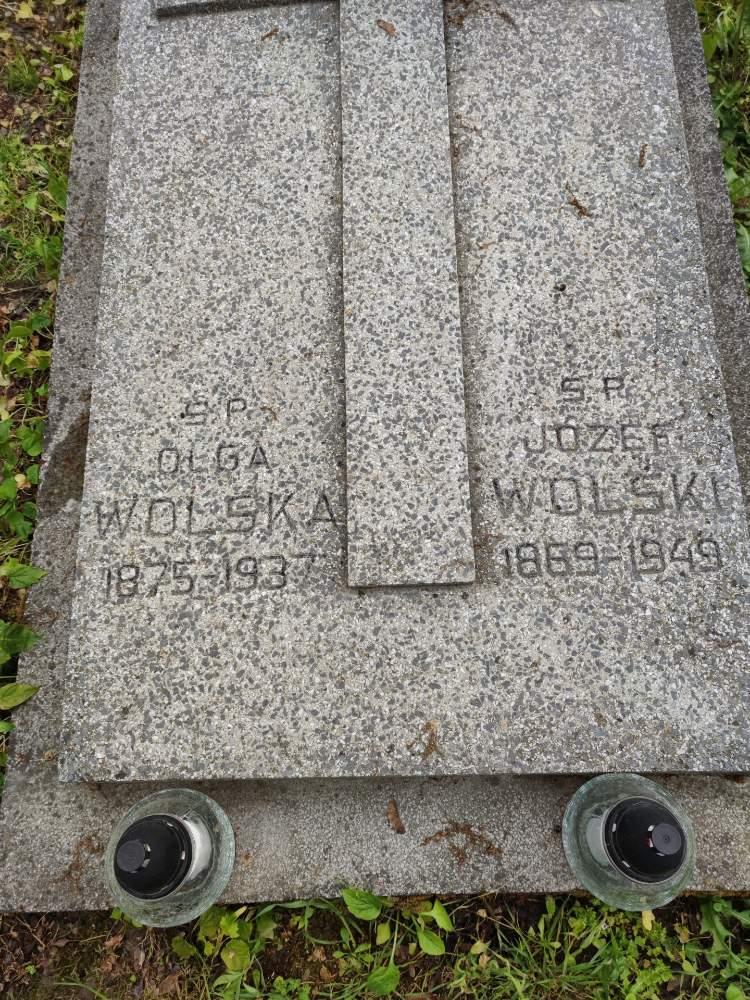 Ś.P.
OLGA
WOLSKA
1875-1937
Ś.P.
JÓZEF
WOLSKI
1869-1949